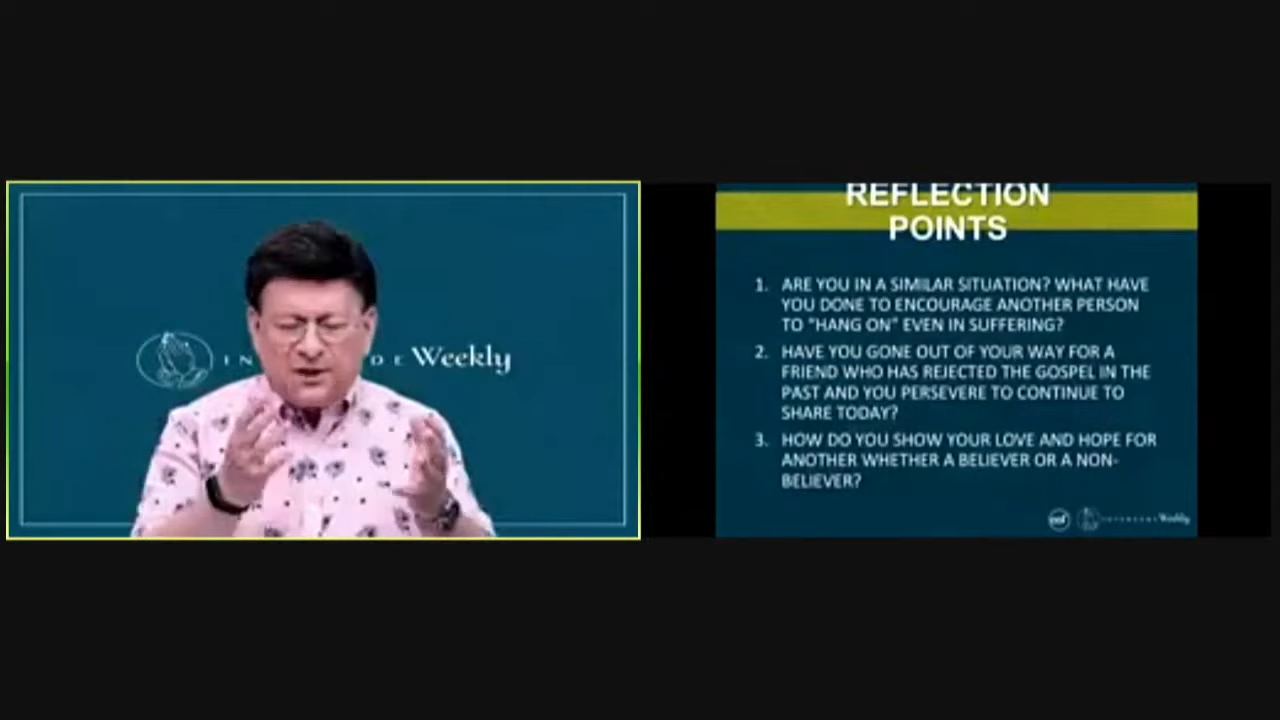 IN DE Weekly
REFLECTION
POINTS
1. ARE YOU IN A SIMILAR SITUATION? WHAT HAVE
YOU DONE TO ENCOURAGE ANOTHER PERSON
TO "HANG ON" EVEN IN SUFFERING?
2. HAVE YOU GONE OUT OF YOUR WAY FOR A
FRIEND WHO HAS REJECTED THE GOSPEL IN THE
PAST AND YOU PERSEVERE TO CONTINUE TO
SHARE TODAY?
3. HOW DO YOU SHOW YOUR LOVE AND HOPE FOR
ANOTHER WHETHER A BELIEVER OR A NON-
BELIEVER?
Weekly